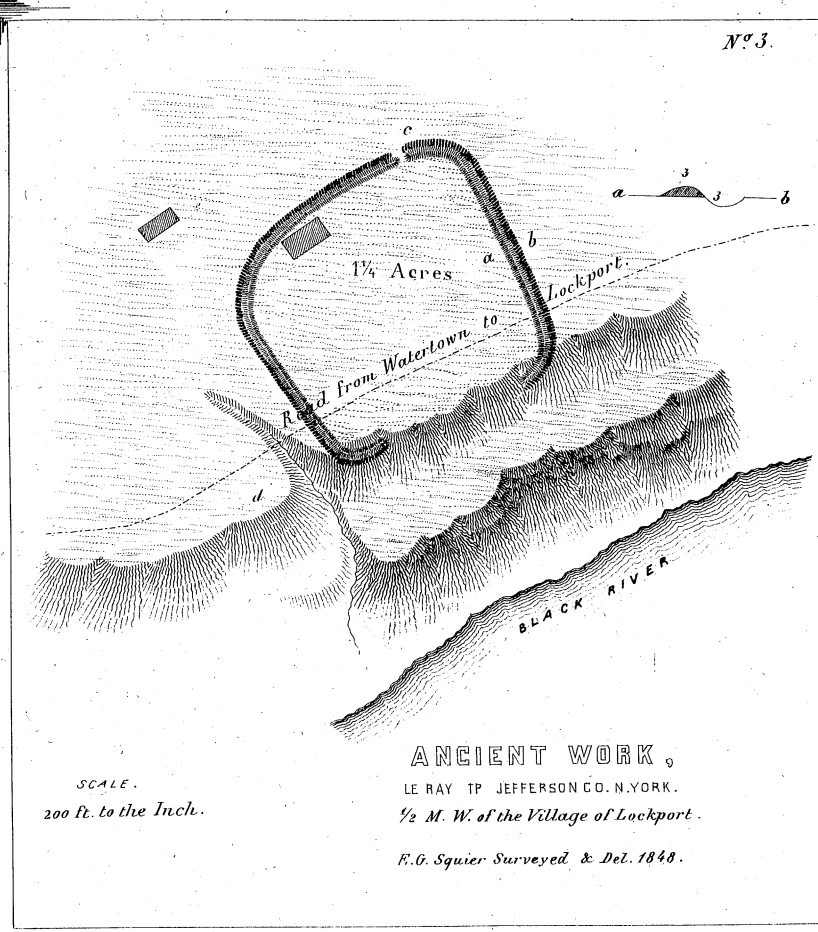 Nº 3.
c
3
a 3 b
b
a
1¼ Acres
Road from Watertown to Lockport.
d
BLACK RIVER
ANCIENT WORK,
LE RAY TP JEFFERSON CO. N.YORK.
½ M. W. of the Village of Lockport.
E.G. Squier Surveyed & Del. 1848.
SCALE.
200 ft. to the Inch.